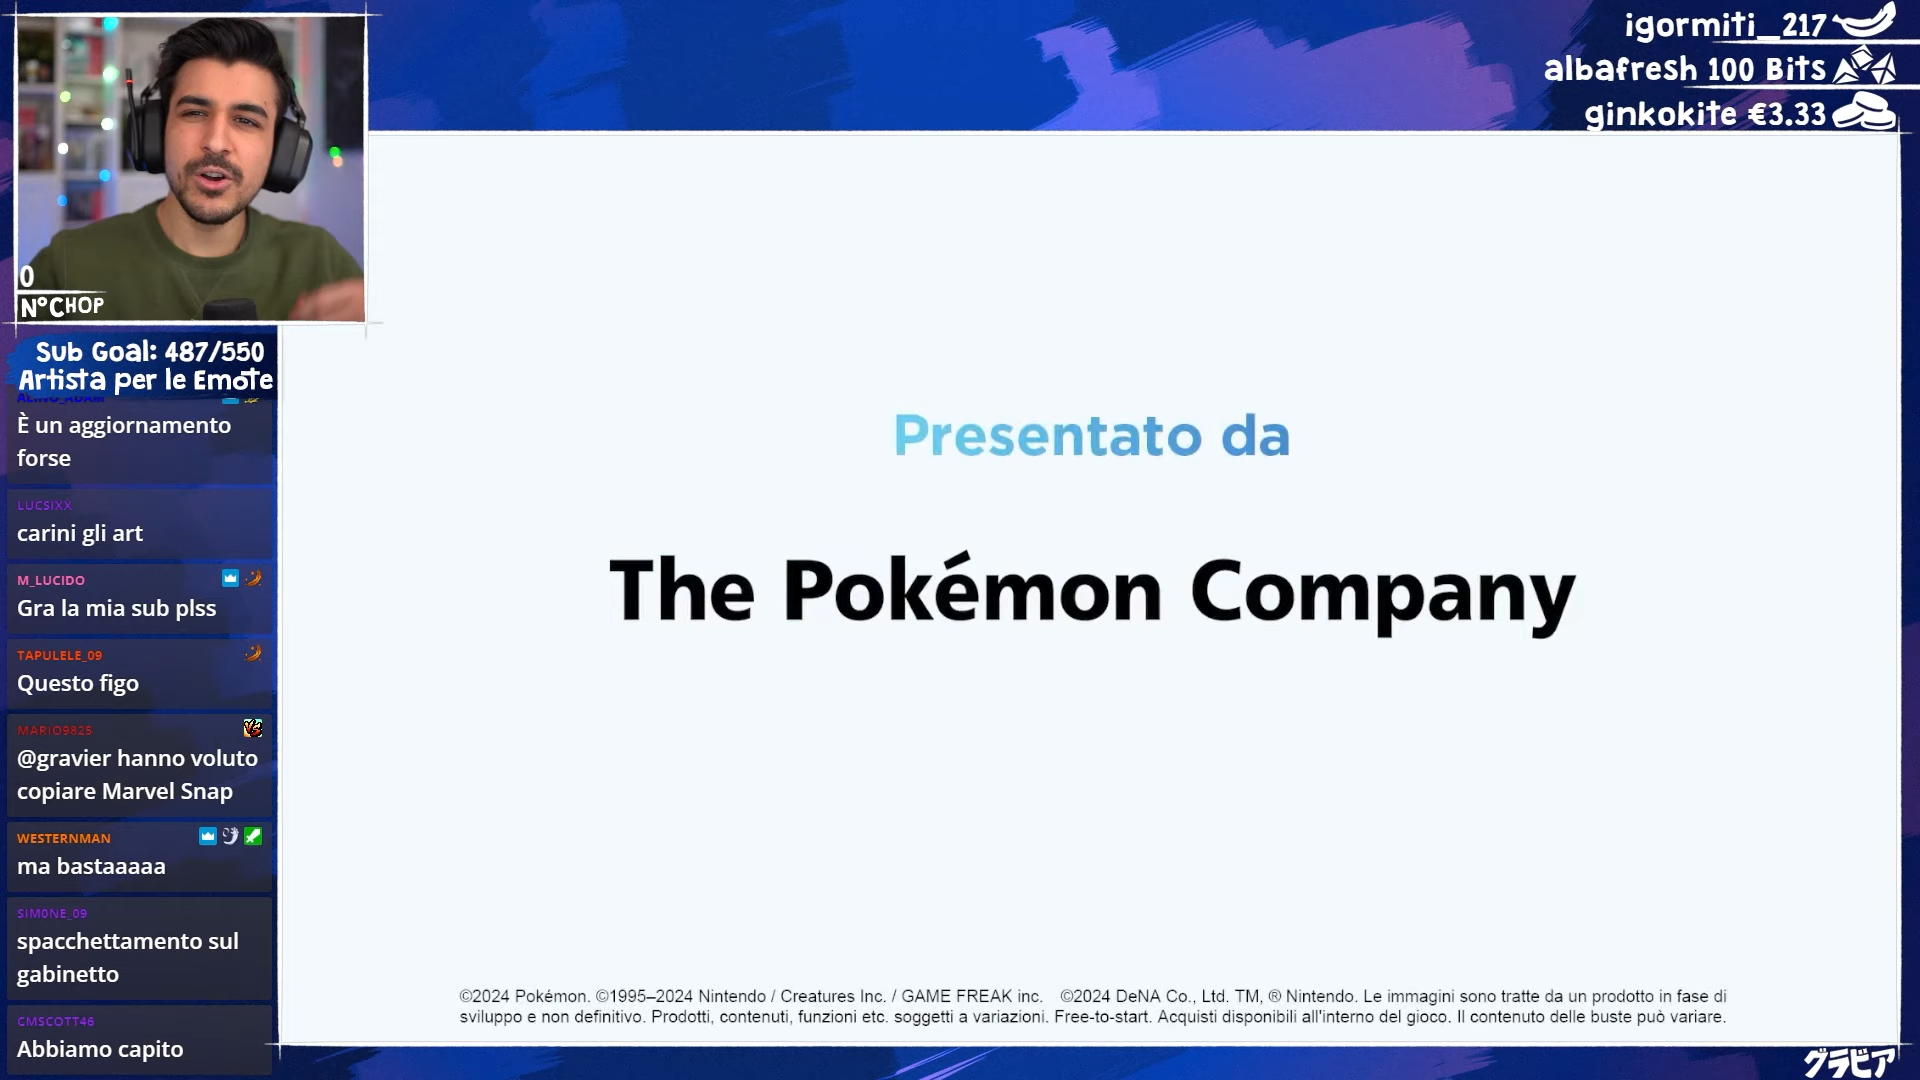 igormiti_217
albafresh 100 Bits
ginkokite €3.33
0
N°CHOP
Sub Goal: 487/550
Artista per le Emote
ALINO_ADAM
È un aggiornamento
forse
LUCSIXX
carini gli art
M_LUCIDO
Gra la mia sub plss
TAPULELE_09
Questo figo
MARIO9825
@gravier hanno voluto
copiare Marvel Snap
WESTERNMAN
ma bastaaaaa
SIM0NE_09
spacchettamento sul
gabinetto
CMSCOTT46
Abbiamo capito
Presentato da
The Pokémon Company
©2024 Pokémon. ©1995–2024 Nintendo / Creatures Inc. / GAME FREAK inc. ©2024 DeNA Co., Ltd. TM, ® Nintendo. Le immagini sono tratte da un prodotto in fase di
sviluppo e non definitivo. Prodotti, contenuti, funzioni etc. soggetti a variazioni. Free-to-start. Acquisti disponibili all'interno del gioco. Il contenuto delle buste può variare.
グラビア